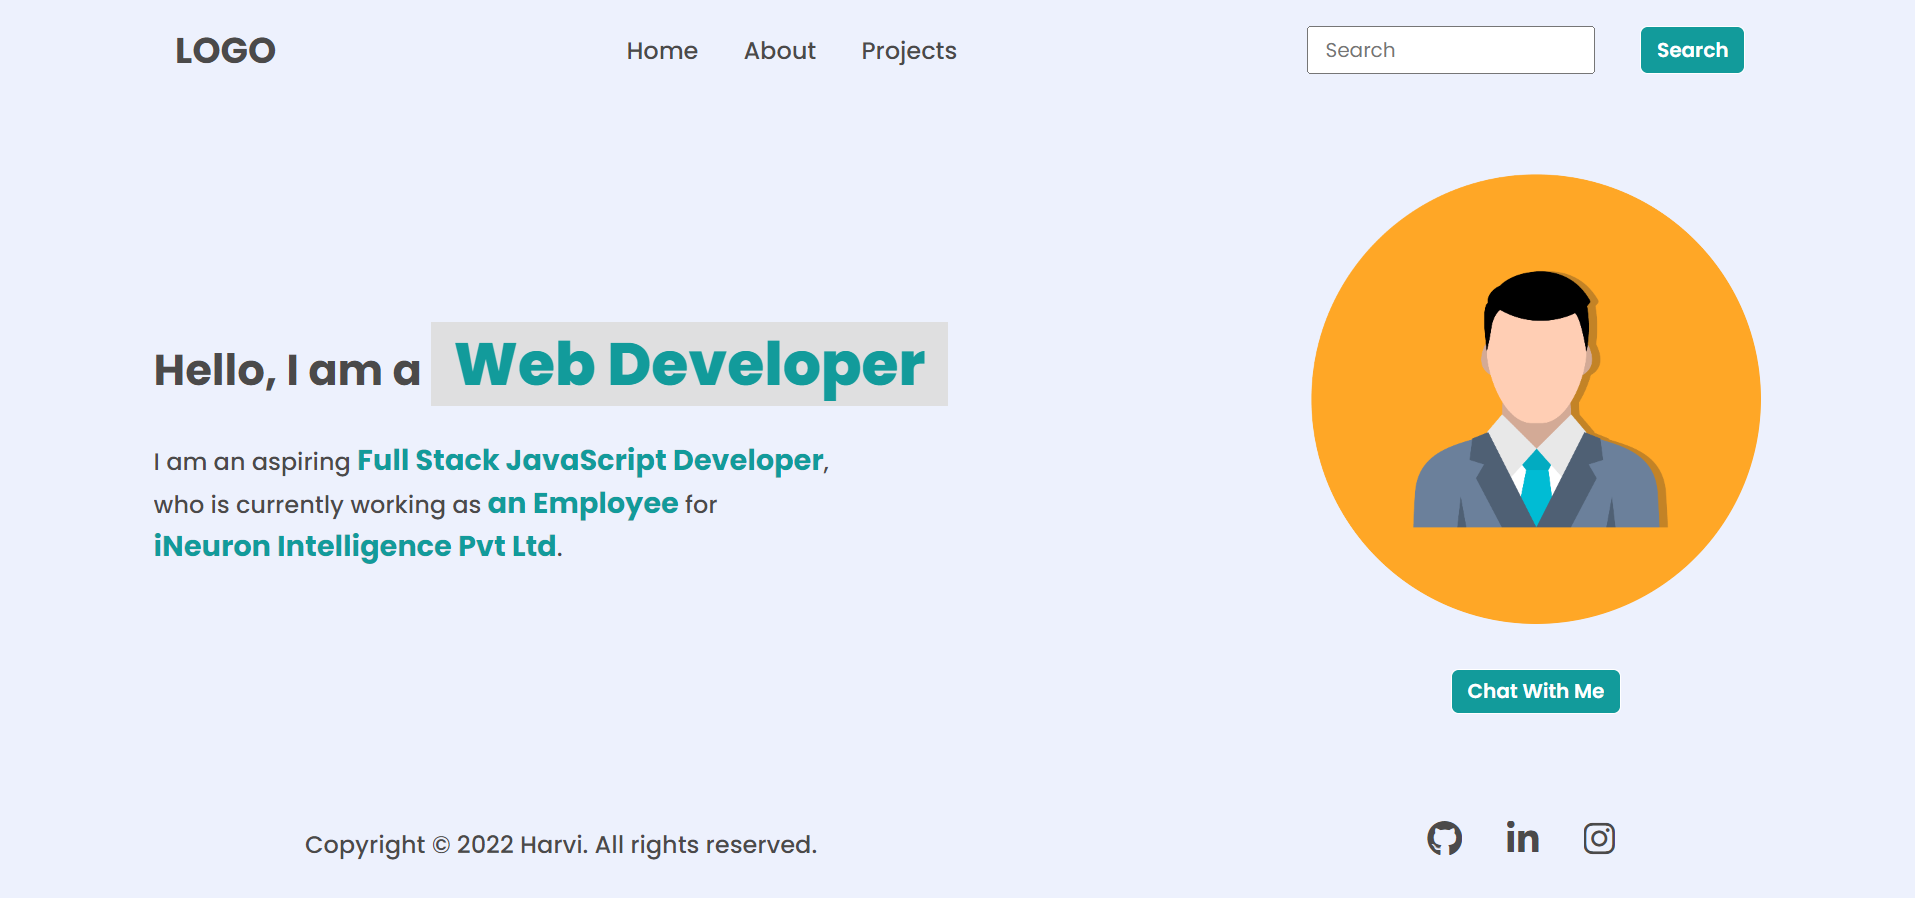 LOGO
Home About Projects
Search Search
Hello, I am a Web Developer
I am an aspiring Full Stack JavaScript Developer,
who is currently working as an Employee for
iNeuron Intelligence Pvt Ltd.
Chat With Me
Copyright © 2022 Harvi. All rights reserved.
in